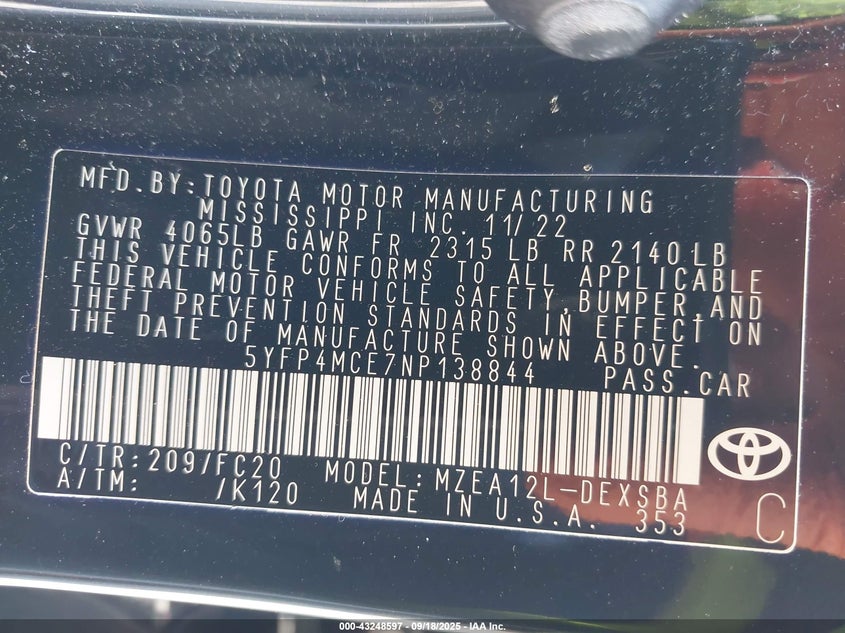 MFD.BY:TOYOTA MOTOR MANUFACTURING
MISSISSIPPI INC. 11/22
GVWR 4065LB GAWR FR 2315 LB RR 2140LB
THIS VEHICLE CONFORMS TO ALL APPLICABLE
FEDERAL MOTOR VEHICLE SAFETY,BUMPER,AND
THEFT PREVENTION STANDARDS IN EFFECT ON
THE DATE OF MANUFACTURE SHOWN ABOVE.
5YFP4MCE7NP138844 PASS.CAR
C/TR:209/FC20 MODEL:MZEA12L-DEXSBA
A/TM: /K120 MADE IN U.S.A. 353
C
000-43248597 - 09/18/2025 - IAA Inc.